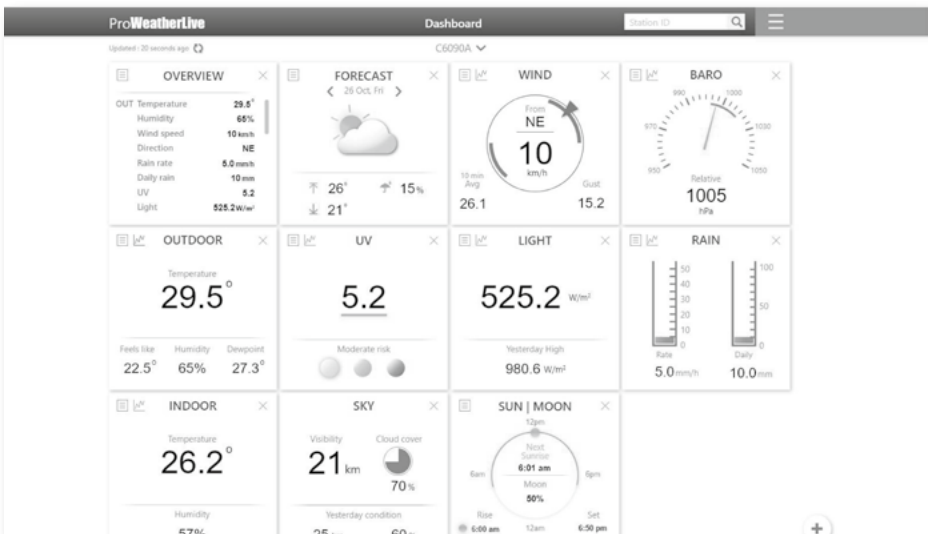 ProWeatherLive
Dashboard
Station ID
Updated : 20 seconds ago
C6090A
OVERVIEW
OUT Temperature 29.5°
Humidity 65%
Wind speed 10 km/h
Direction NE
Rain rate 5.0 mm/h
Daily rain 10 mm
UV 5.2
Light 525.2 W/m²
FORECAST
26 Oct, Fri
26° 15%
21°
WIND
From
NE
10
km/h
10 min
Avg Gust
26.1 15.2
BARO
990 1000
970 1030
950 1050
Relative
1005
hPa
OUTDOOR
Temperature
29.5°
Feels like Humidity Dewpoint
22.5° 65% 27.3°
UV
5.2
Moderate risk
LIGHT
525.2 W/m²
Yesterday High
980.6 W/m²
RAIN
50 100
40
30 50
20
10
0 0
Rate Daily
5.0 mm/h 10.0 mm
INDOOR
Temperature
26.2°
Humidity
57%
SKY
Visibility Cloud cover
21 km
70%
Yesterday condition
SUN | MOON
12pm
Next
Sunrise
6:01 am
6am 6pm
Moon
50%
Rise Set
6:00 am 12am 6:50 pm